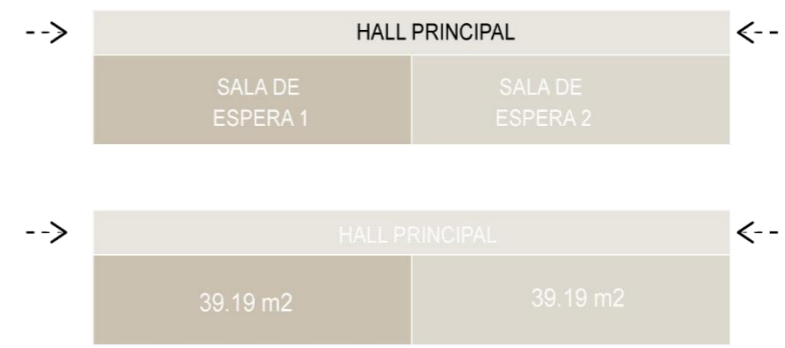 HALL PRINCIPAL
SALA DE
ESPERA 1
SALA DE
ESPERA 2
HALL PRINCIPAL
39.19 m2
39.19 m2